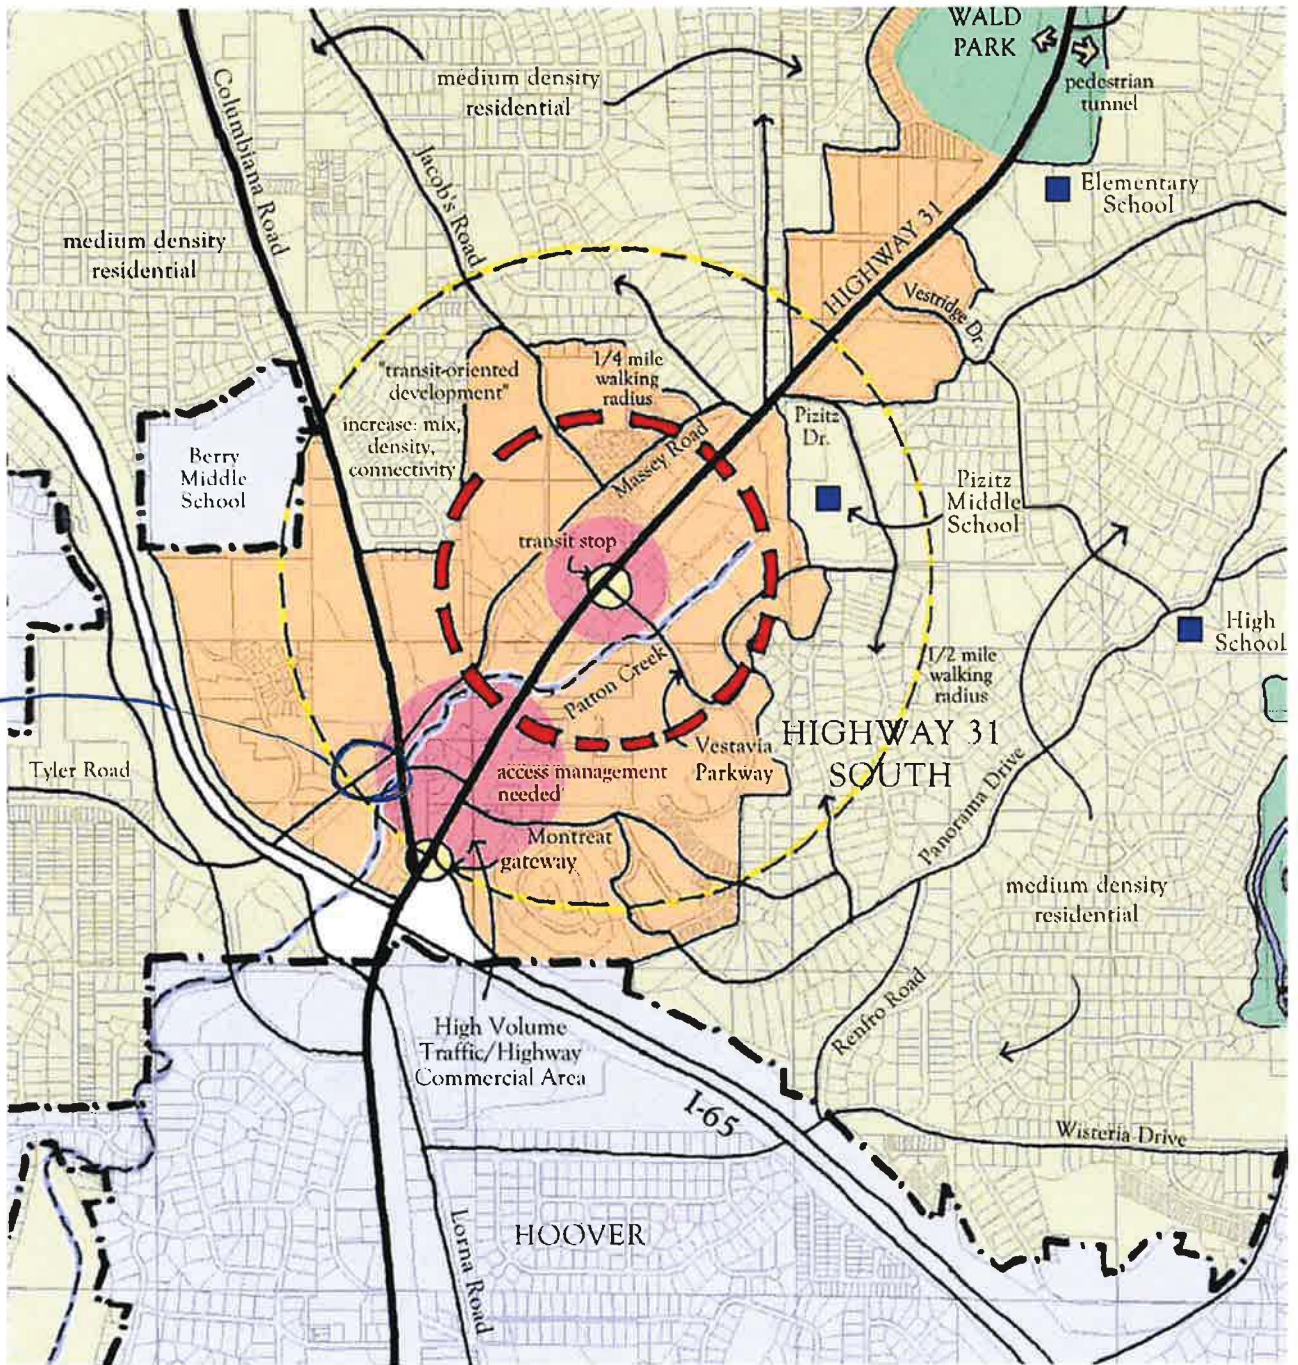 WALD
PARK
pedestrian
tunnel
medium density
residential
Columbiana Road
Jacob's Road
Elementary
School
medium density
residential
HIGHWAY 31
Vestridge Dr.
"transit-oriented
development"
increase: mix,
density,
connectivity
1/4 mile
walking
radius
Massey Road
Pizitz
Dr.
Berry
Middle
School
Pizitz
Middle
School
transit stop
High
School
1/2 mile
walking
radius
Patton Creek
HIGHWAY 31
SOUTH
Vestavia
Parkway
Tyler Road
access management
needed
Panorama Drive
Montreat
gateway
medium density
residential
Renfro Road
High Volume
Traffic/Highway
Commercial Area
I-65
Wisteria Drive
HOOVER
Lorna Road